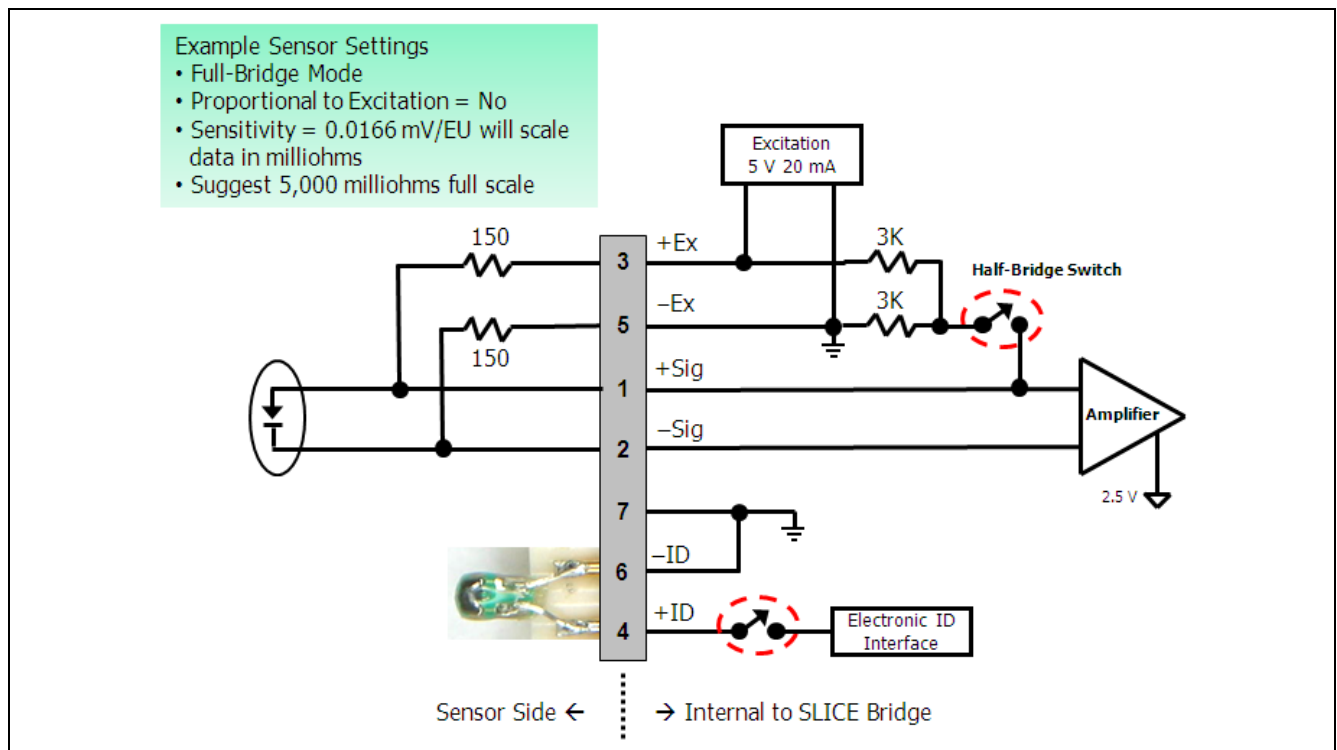 Example Sensor Settings
• Full-Bridge Mode
• Proportional to Excitation = No
• Sensitivity = 0.0166 mV/EU will scale
data in milliohms
• Suggest 5,000 milliohms full scale
Excitation
5 V 20 mA
150
3
+Ex
3K
Half-Bridge Switch
5
−Ex
3K
150
1
+Sig
Amplifier
2
−Sig
2.5 V
7
6
−ID
4
+ID
Electronic ID
Interface
Sensor Side ←
→ Internal to SLICE Bridge